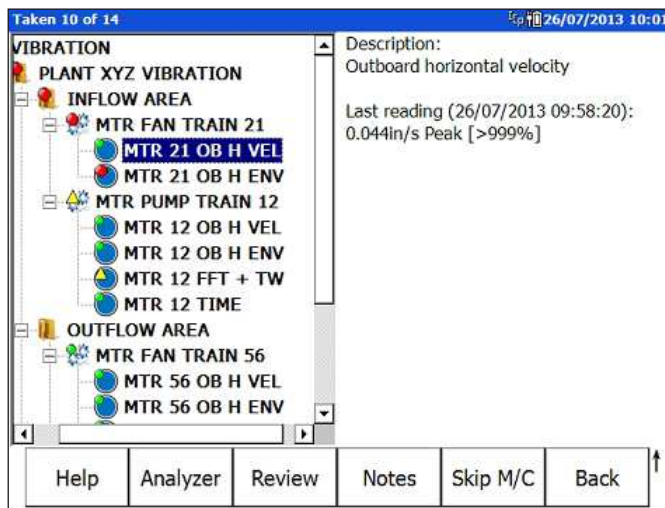 Taken 10 of 14
26/07/2013 10:01
VIBRATION
PLANT XYZ VIBRATION
INFLOW AREA
MTR FAN TRAIN 21
MTR 21 OB H VEL
MTR 21 OB H ENV
MTR PUMP TRAIN 12
MTR 12 OB H VEL
MTR 12 OB H ENV
MTR 12 FFT + TW
MTR 12 TIME
OUTFLOW AREA
MTR FAN TRAIN 56
MTR 56 OB H VEL
MTR 56 OB H ENV
Description:
Outboard horizontal velocity
Last reading (26/07/2013 09:58:20):
0.044in/s Peak [>999%]
Help Analyzer Review Notes Skip M/C Back